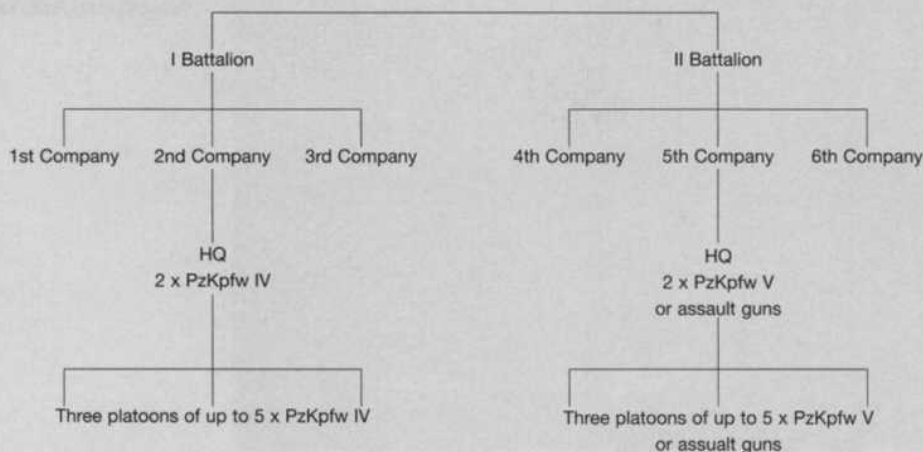 I Battalion
II Battalion
1st Company
2nd Company
3rd Company
4th Company
5th Company
6th Company
HQ
2 x PzKpfw IV
HQ
2 x PzKpfw V
or assault guns
Three platoons of up to 5 x PzKpfw IV
Three platoons of up to 5 x PzKpfw V
or assualt guns